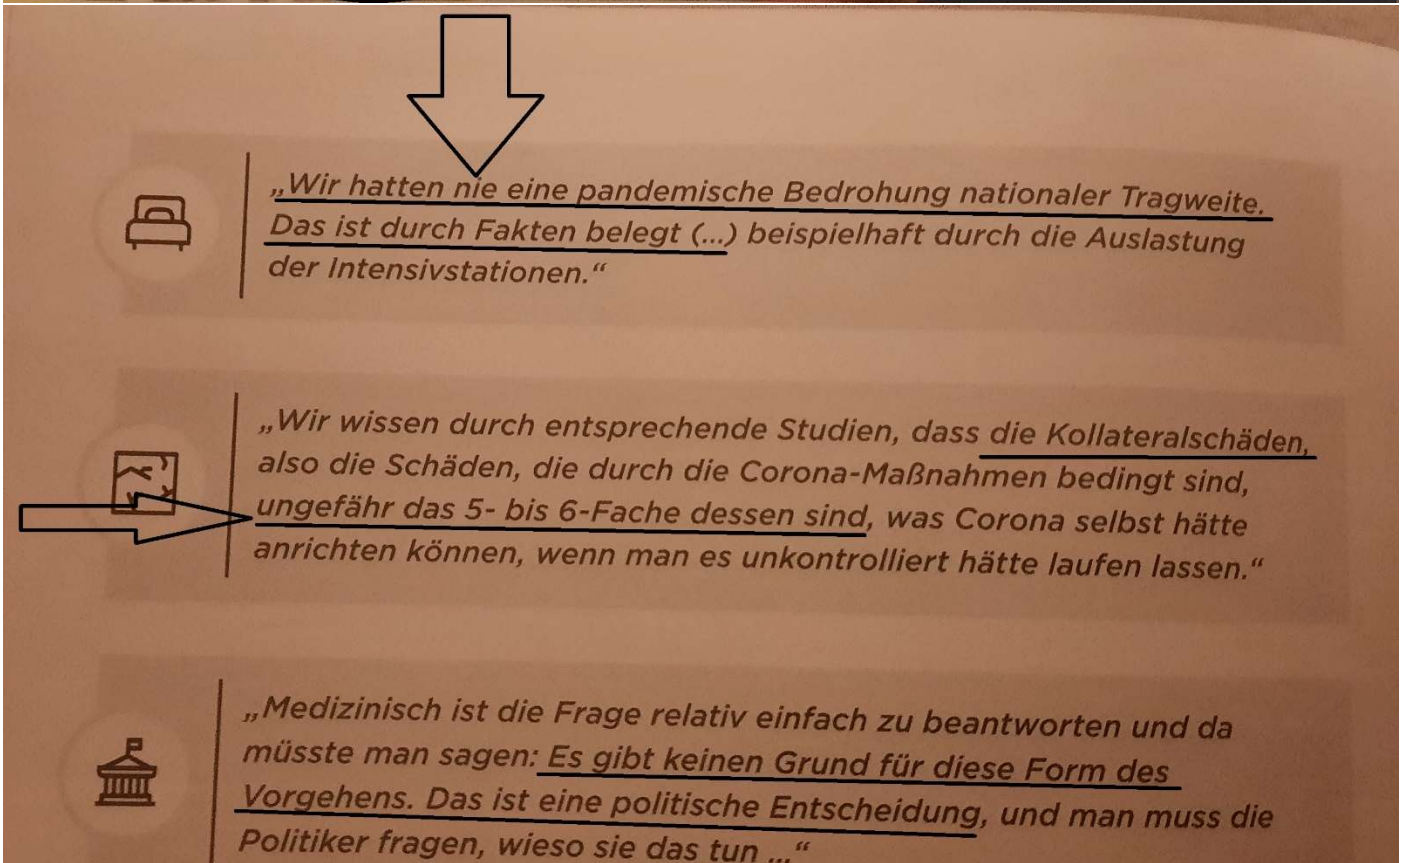 „Wir hatten nie eine pandemische Bedrohung nationaler Tragweite.
Das ist durch Fakten belegt (...) beispielhaft durch die Auslastung
der Intensivstationen.“
„Wir wissen durch entsprechende Studien, dass die Kollateralschäden,
also die Schäden, die durch die Corona-Maßnahmen bedingt sind,
ungefähr das 5- bis 6-Fache dessen sind, was Corona selbst hätte
anrichten können, wenn man es unkontrolliert hätte laufen lassen.“
„Medizinisch ist die Frage relativ einfach zu beantworten und da
müsste man sagen: Es gibt keinen Grund für diese Form des
Vorgehens. Das ist eine politische Entscheidung, und man muss die
Politiker fragen, wieso sie das tun ...“